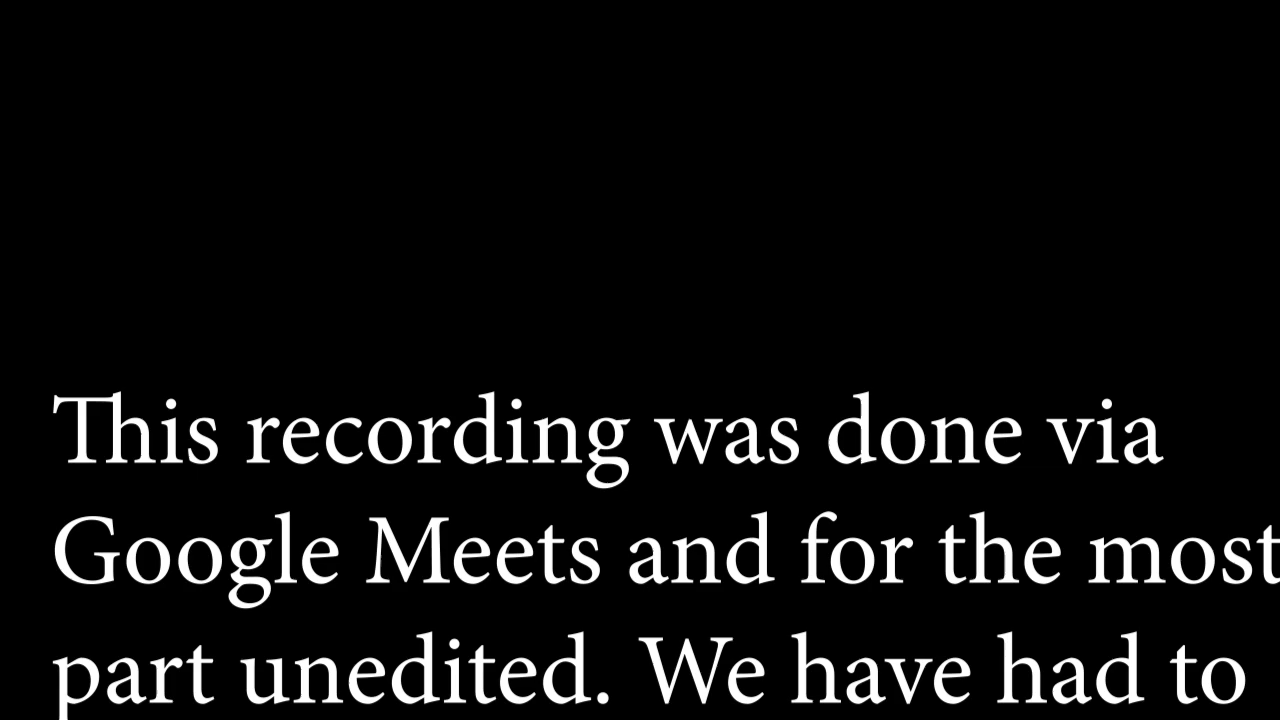 This recording was done via
Google Meets and for the most
part unedited. We have had to